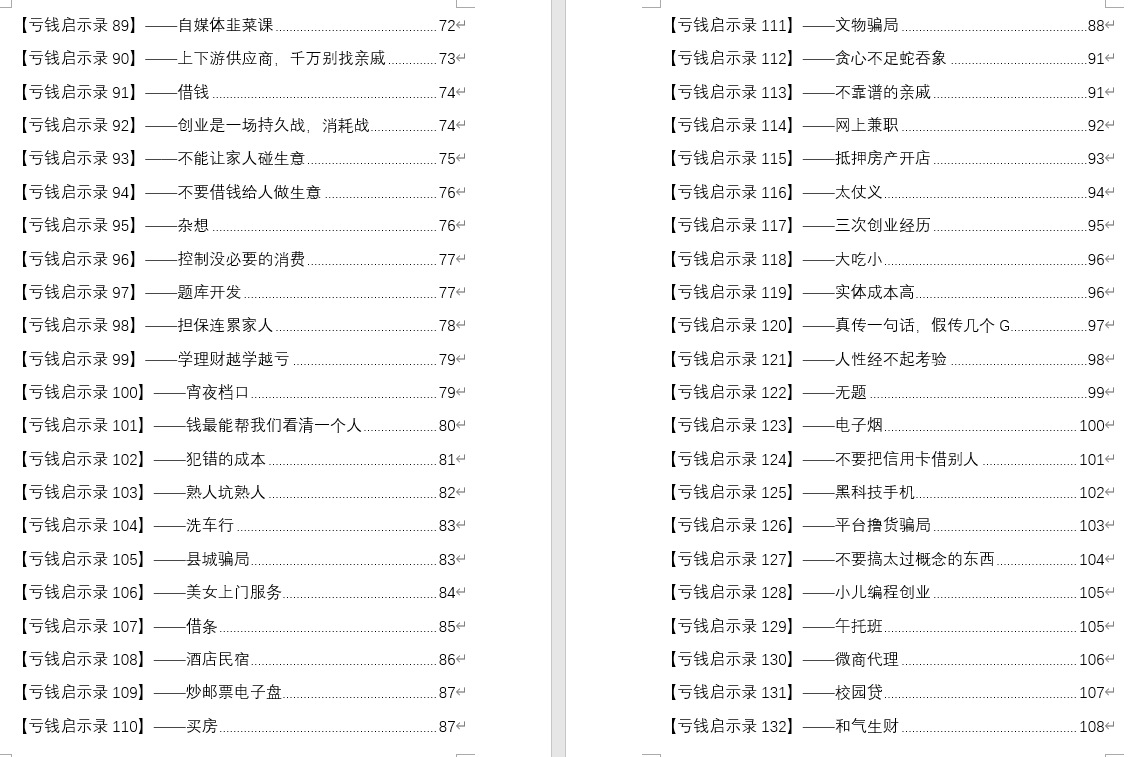 【亏钱启示录 89】——自媒体韭菜课........72
【亏钱启示录 90】——上下游供应商，千万别找亲戚........73
【亏钱启示录 91】——借钱........74
【亏钱启示录 92】——创业是一场持久战，消耗战........74
【亏钱启示录 93】——不能让家人碰生意........75
【亏钱启示录 94】——不要借钱给人做生意........76
【亏钱启示录 95】——杂想........76
【亏钱启示录 96】——控制没必要的消费........77
【亏钱启示录 97】——题库开发........77
【亏钱启示录 98】——担保连累家人........78
【亏钱启示录 99】——学理财越学越亏........79
【亏钱启示录 100】——宵夜档口........79
【亏钱启示录 101】——钱最能帮我们看清一个人........80
【亏钱启示录 102】——犯错的成本........81
【亏钱启示录 103】——熟人坑熟人........82
【亏钱启示录 104】——洗车行........83
【亏钱启示录 105】——县城骗局........83
【亏钱启示录 106】——美女上门服务........84
【亏钱启示录 107】——借条........85
【亏钱启示录 108】——酒店民宿........86
【亏钱启示录 109】——炒邮票电子盘........87
【亏钱启示录 110】——买房........87
【亏钱启示录 111】——文物骗局........88
【亏钱启示录 112】——贪心不足蛇吞象........91
【亏钱启示录 113】——不靠谱的亲戚........91
【亏钱启示录 114】——网上兼职........92
【亏钱启示录 115】——抵押房产开店........93
【亏钱启示录 116】——太仗义........94
【亏钱启示录 117】——三次创业经历........95
【亏钱启示录 118】——大吃小........96
【亏钱启示录 119】——实体成本高........96
【亏钱启示录 120】——真传一句话，假传几个 G........97
【亏钱启示录 121】——人性经不起考验........98
【亏钱启示录 122】——无题........99
【亏钱启示录 123】——电子烟........100
【亏钱启示录 124】——不要把信用卡借别人........101
【亏钱启示录 125】——黑科技手机........102
【亏钱启示录 126】——平台撸货骗局........103
【亏钱启示录 127】——不要搞太过概念的东西........104
【亏钱启示录 128】——小儿编程创业........105
【亏钱启示录 129】——午托班........105
【亏钱启示录 130】——微商代理........106
【亏钱启示录 131】——校园贷........107
【亏钱启示录 132】——和气生财........108